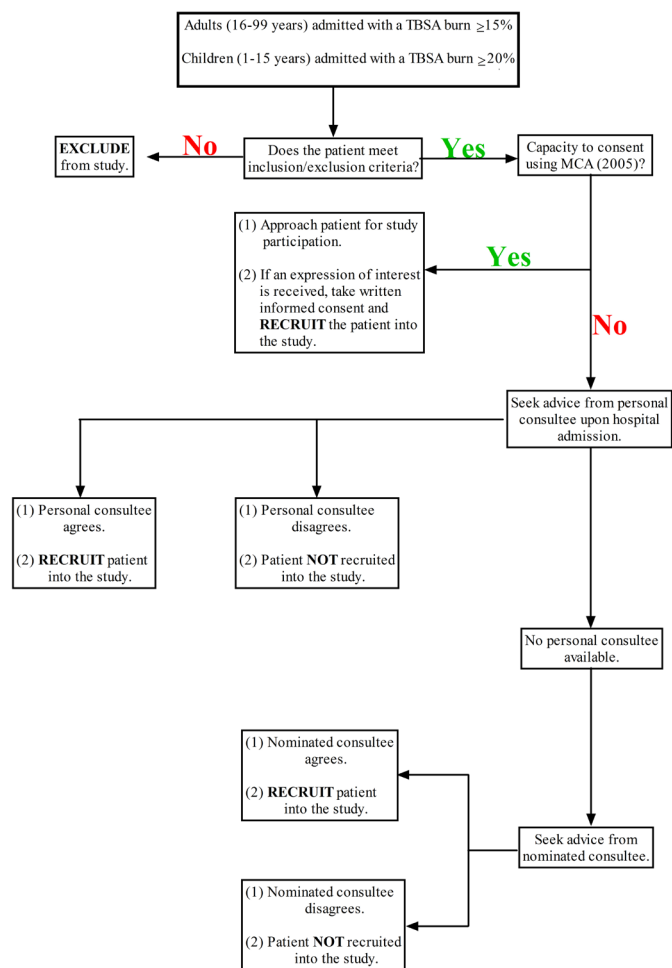 Adults (16-99 years) admitted with a TBSA burn ≥15%
Children (1-15 years) admitted with a TBSA burn ≥20%
EXCLUDE
from study.
No
Does the patient meet
inclusion/exclusion criteria?
Yes
Capacity to consent
using MCA (2005)?
(1) Approach patient for study
participation.
(2) If an expression of interest
is received, take written
informed consent and
RECRUIT the patient into
the study.
Yes
No
Seek advice from personal
consultee upon hospital
admission.
(1) Personal consultee
agrees.
(2) RECRUIT patient
into the study.
(1) Personal consultee
disagrees.
(2) Patient NOT recruited
into the study.
No personal consultee
available.
(1) Nominated consultee
agrees.
(2) RECRUIT patient
into the study.
Seek advice from
nominated consultee.
(1) Nominated consultee
disagrees.
(2) Patient NOT recruited
into the study.